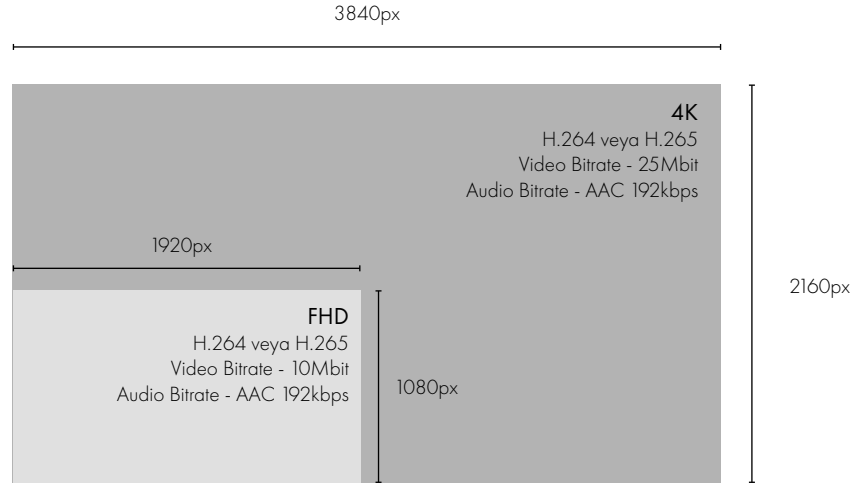 3840px
4K
H.264 veya H.265
Video Bitrate - 25Mbit
Audio Bitrate - AAC 192kbps
2160px
1920px
FHD
H.264 veya H.265
Video Bitrate - 10Mbit
Audio Bitrate - AAC 192kbps
1080px